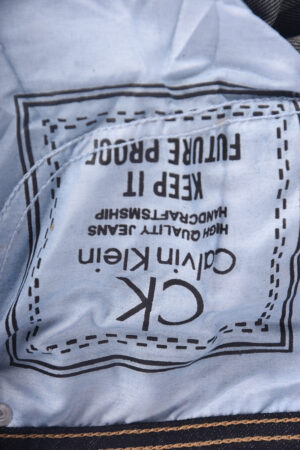 CK
Calvin Klein
HIGH QUALITY JEANS
HANDCRAFTSMSHIP
KEEP IT
FUTURE PROOF